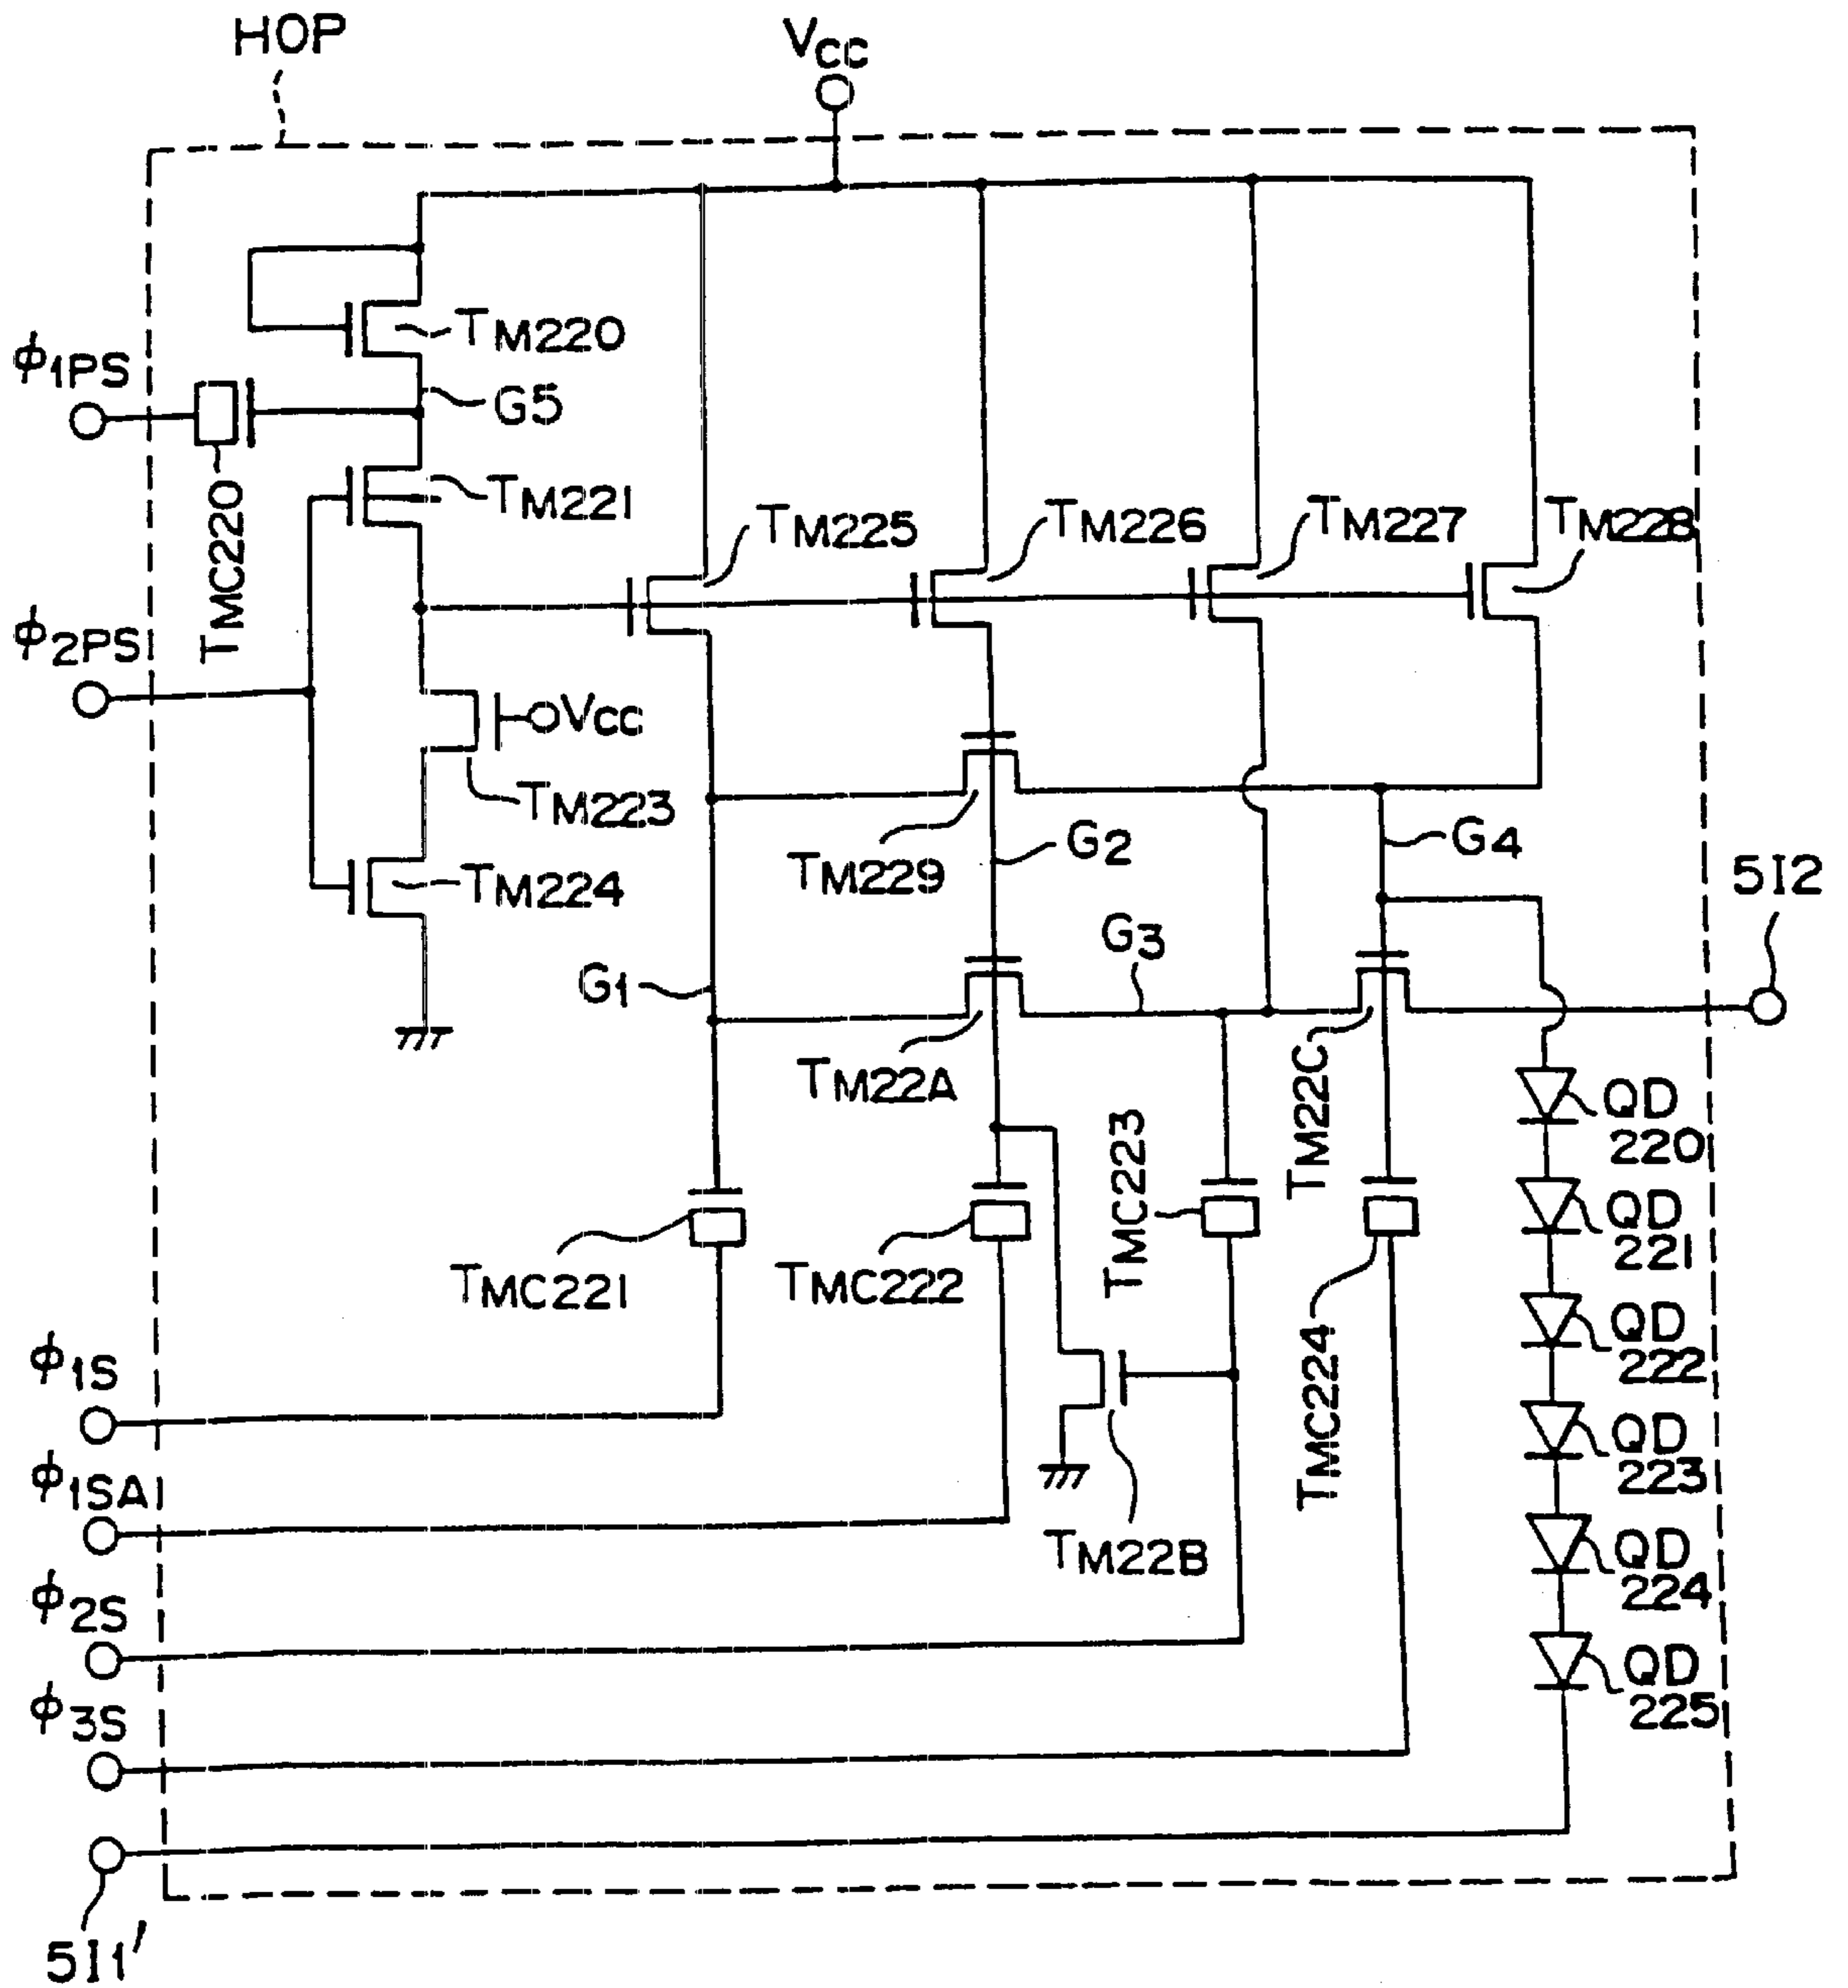 HOP
Vcc
ϕ1PS
TM220
G5
TMC220
TM221
TM225
TM226
TM227
TM228
ϕ2PS
Vcc
TM223
TM229
G2
G4
TM224
512
G1
G3
TM22A
TM22C
QD
220
TMC223
QD
221
TMC221
TMC222
TMC224
QD
222
ϕ1S
QD
223
ϕ1SA
TM22B
QD
224
ϕ2S
QD
225
ϕ3S
511'